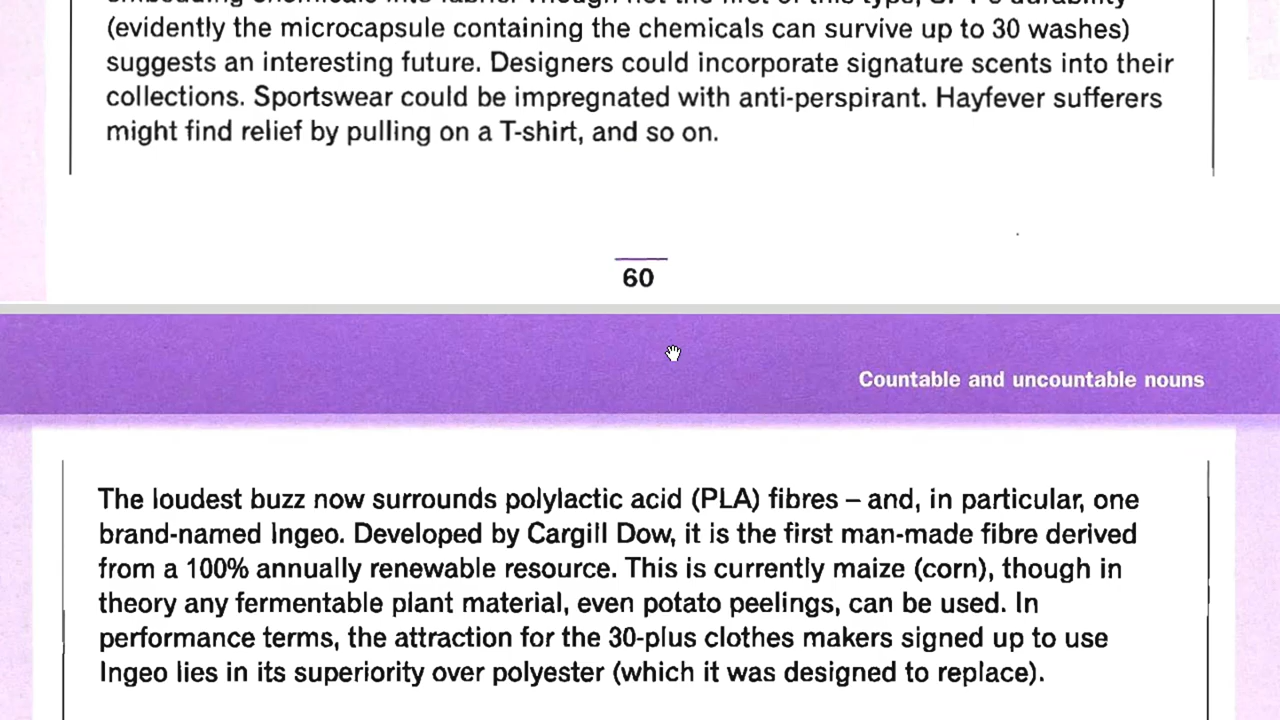 (evidently the microcapsule containing the chemicals can survive up to 30 washes)
suggests an interesting future. Designers could incorporate signature scents into their
collections. Sportswear could be impregnated with anti-perspirant. Hayfever sufferers
might find relief by pulling on a T-shirt, and so on.
60
Countable and uncountable nouns
The loudest buzz now surrounds polylactic acid (PLA) fibres – and, in particular, one
brand-named Ingeo. Developed by Cargill Dow, it is the first man-made fibre derived
from a 100% annually renewable resource. This is currently maize (corn), though in
theory any fermentable plant material, even potato peelings, can be used. In
performance terms, the attraction for the 30-plus clothes makers signed up to use
Ingeo lies in its superiority over polyester (which it was designed to replace).